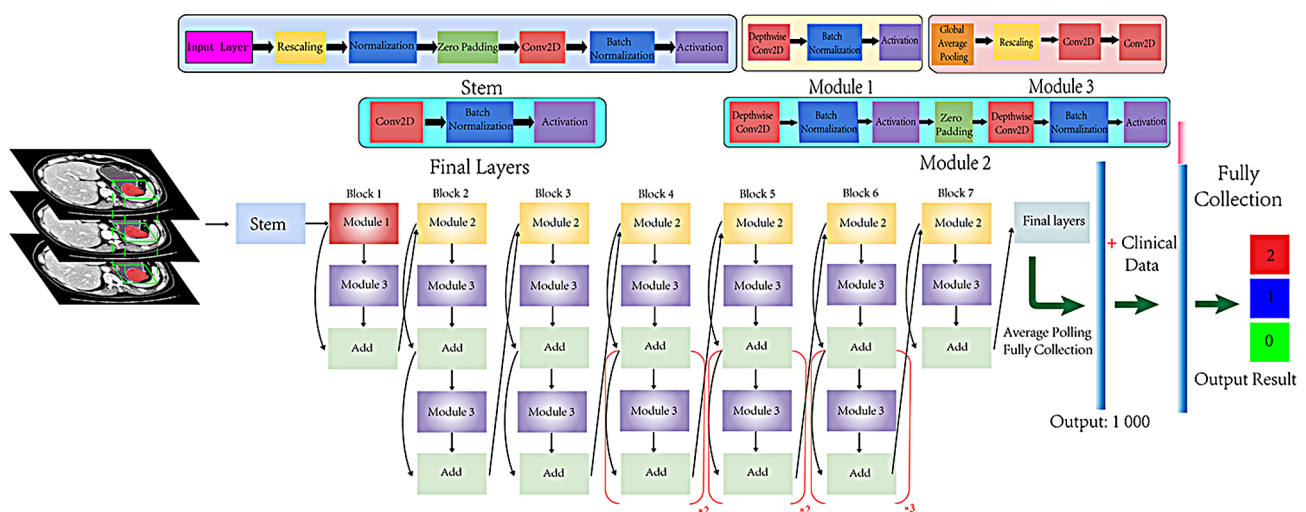 Input Layer
Rescaling
Normalization
Zero Padding
Conv2D
Batch
Normalization
Activation
Stem
Depthwise
Conv2D
Batch
Normalization
Activation
Module 1
Global
Average
Pooling
Rescaling
Conv2D
Conv2D
Module 3
Conv2D
Batch
Normalization
Activation
Final Layers
Depthwise
Conv2D
Batch
Normalization
Activation
Zero
Padding
Depthwise
Conv2D
Batch
Normalization
Activation
Module 2
Stem
Block 1
Module 1
Module 3
Add
Block 2
Module 2
Module 3
Add
Module 3
Add
Block 3
Module 2
Module 3
Add
Module 3
Add
Block 4
Module 2
Module 3
Add
Module 3
Add
*2
Block 5
Module 2
Module 3
Add
Module 3
Add
*2
Block 6
Module 2
Module 3
Add
Module 3
Add
*3
Block 7
Module 2
Module 3
Add
Final layers
Average Polling
Fully Collection
Output: 1 000
+ Clinical
Data
Fully
Collection
2
1
0
Output Result